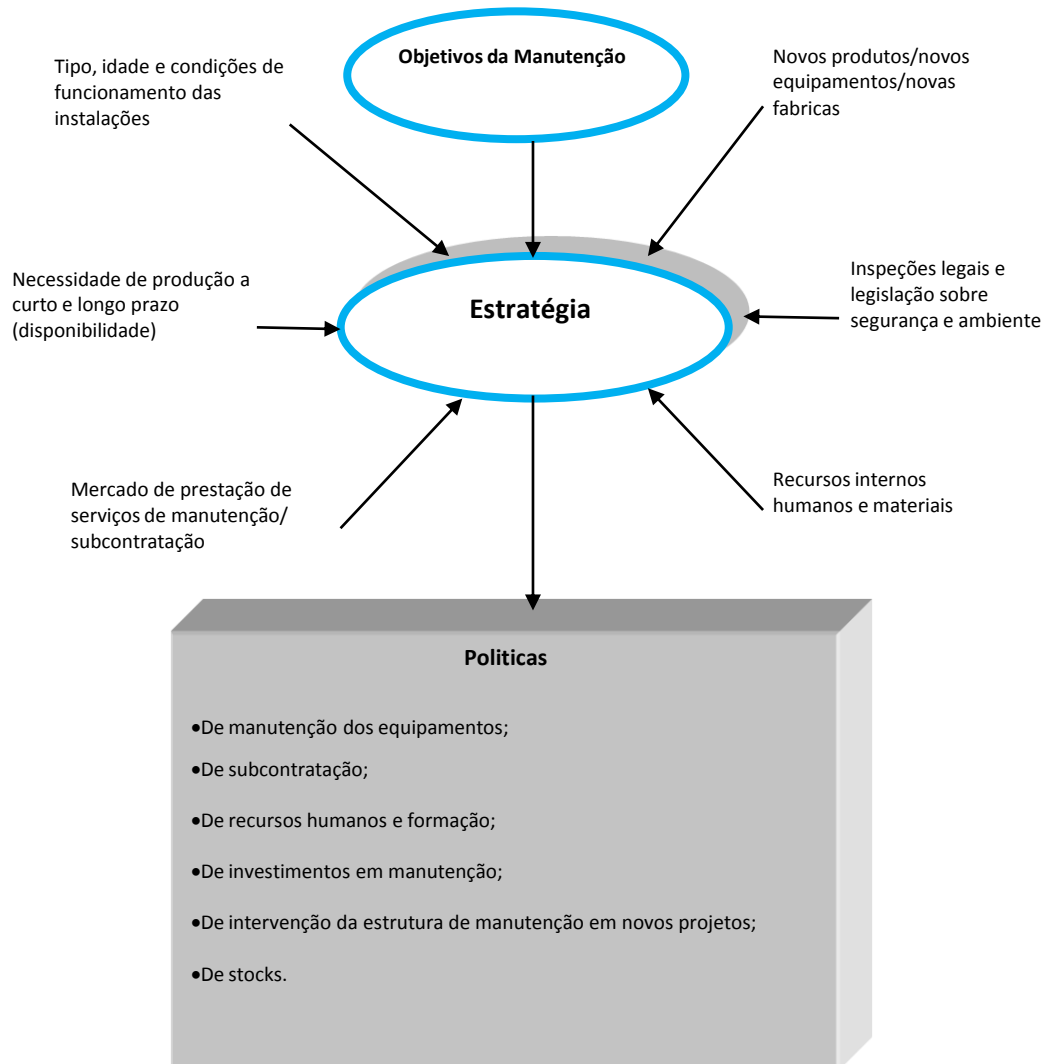 Objetivos da Manutenção
Tipo, idade e condições de
funcionamento das
instalações
Novos produtos/novos
equipamentos/novas
fabricas
Necessidade de produção a
curto e longo prazo
(disponibilidade)
Estratégia
Inspeções legais e
legislação sobre
segurança e ambiente
Mercado de prestação de
serviços de manutenção/
subcontratação
Recursos internos
humanos e materiais
Politicas
•De manutenção dos equipamentos;
•De subcontratação;
•De recursos humanos e formação;
•De investimentos em manutenção;
•De intervenção da estrutura de manutenção em novos projetos;
•De stocks.